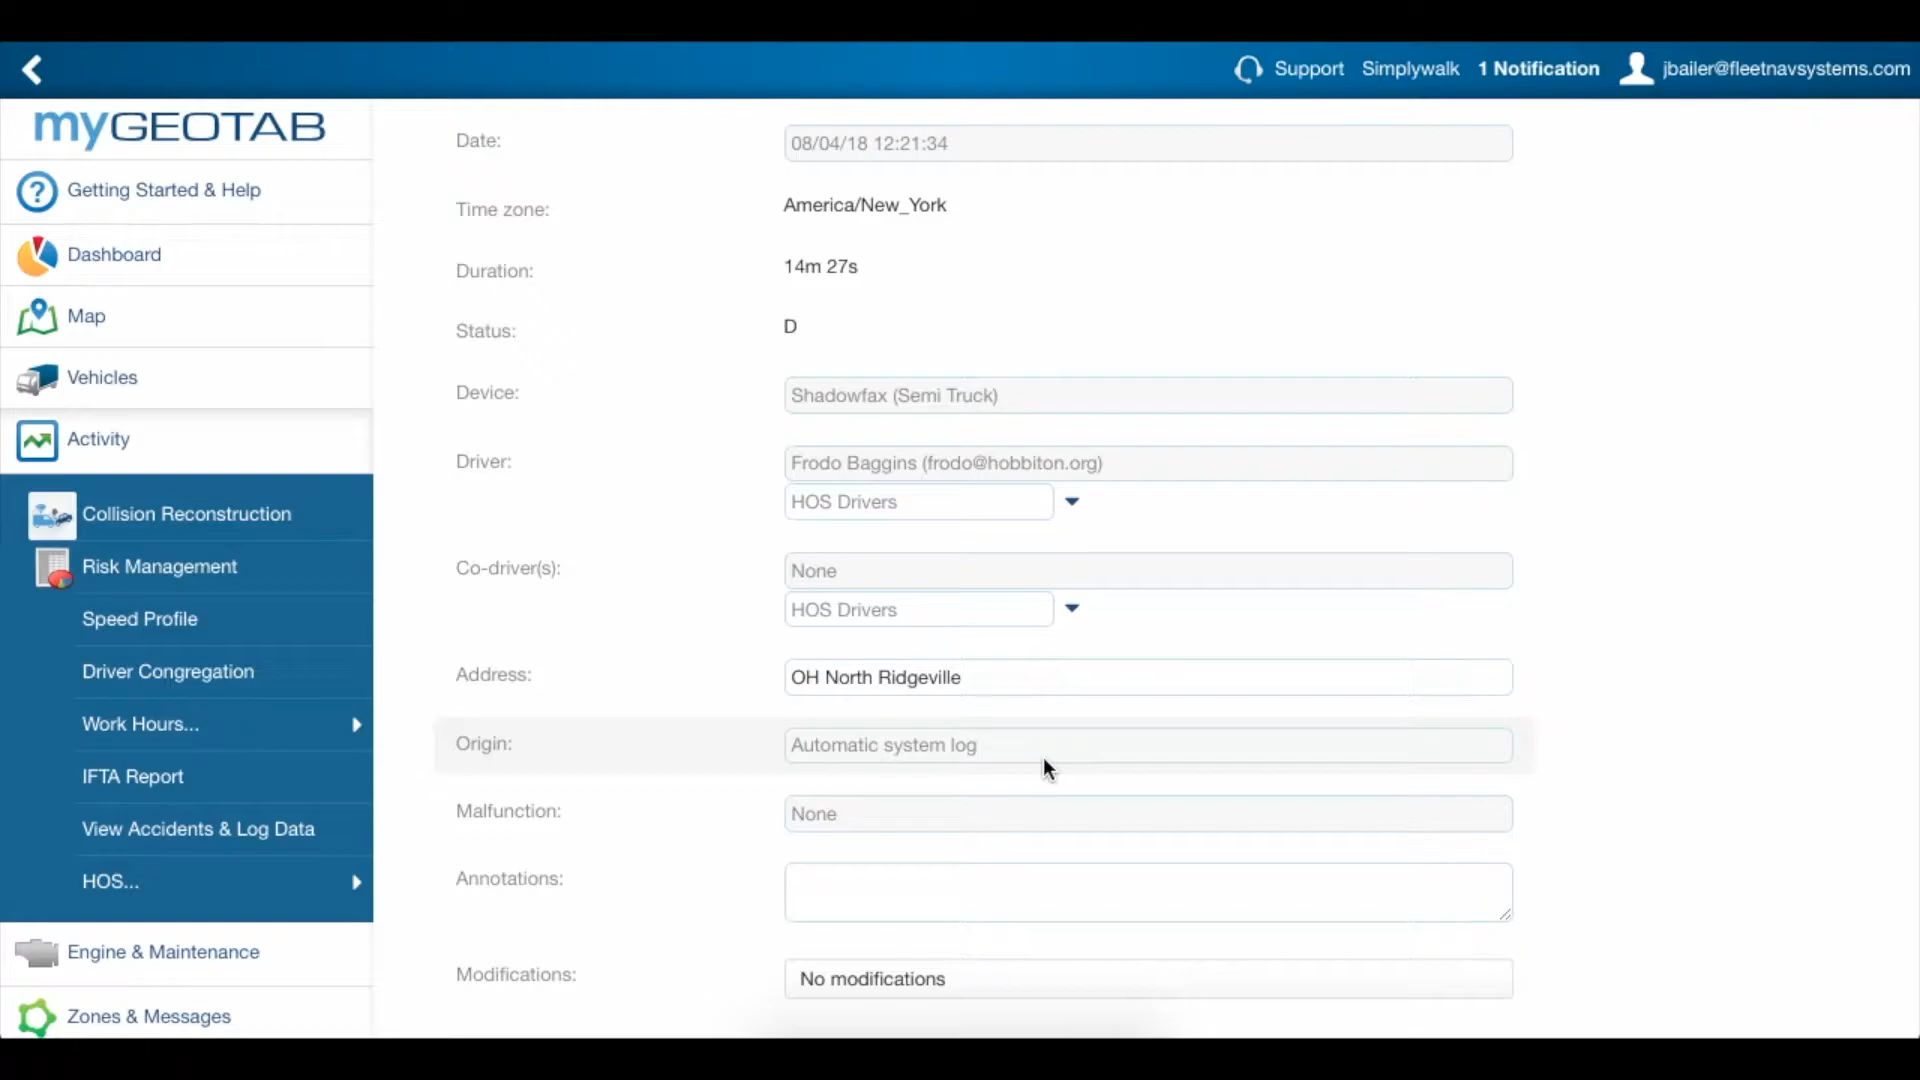 Support Simplywalk 1 Notification jbailer@fleetnavsystems.com
myGEOTAB
Getting Started & Help
Dashboard
Map
Vehicles
Activity
Collision Reconstruction
Risk Management
Speed Profile
Driver Congregation
Work Hours...
IFTA Report
View Accidents & Log Data
HOS...
Engine & Maintenance
Zones & Messages
Date: 08/04/18 12:21:34
Time zone: America/New_York
Duration: 14m 27s
Status: D
Device: Shadowfax (Semi Truck)
Driver: Frodo Baggins (frodo@hobbiton.org)
HOS Drivers
Co-driver(s): None
HOS Drivers
Address: OH North Ridgeville
Origin: Automatic system log
Malfunction: None
Annotations:
Modifications: No modifications